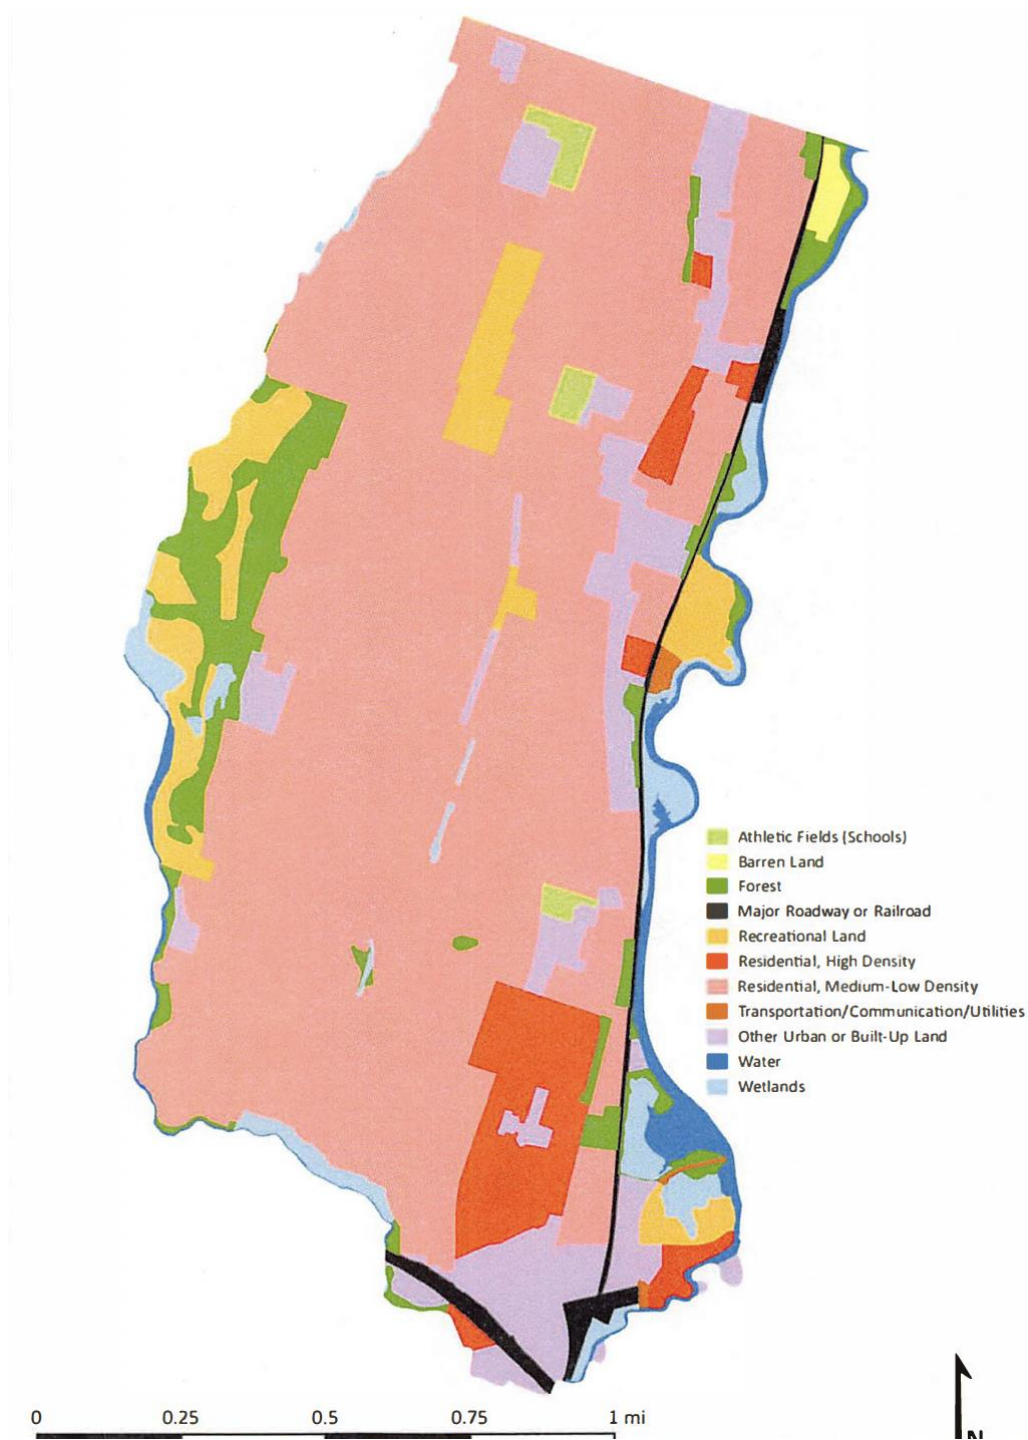 Athletic Fields (Schools)
Barren Land
Forest
Major Roadway or Railroad
Recreational Land
Residential, High Density
Residential, Medium-Low Density
Transportation/Communication/Utilities
Other Urban or Built-Up Land
Water
Wetlands
0 0.25 0.5 0.75 1 mi
N